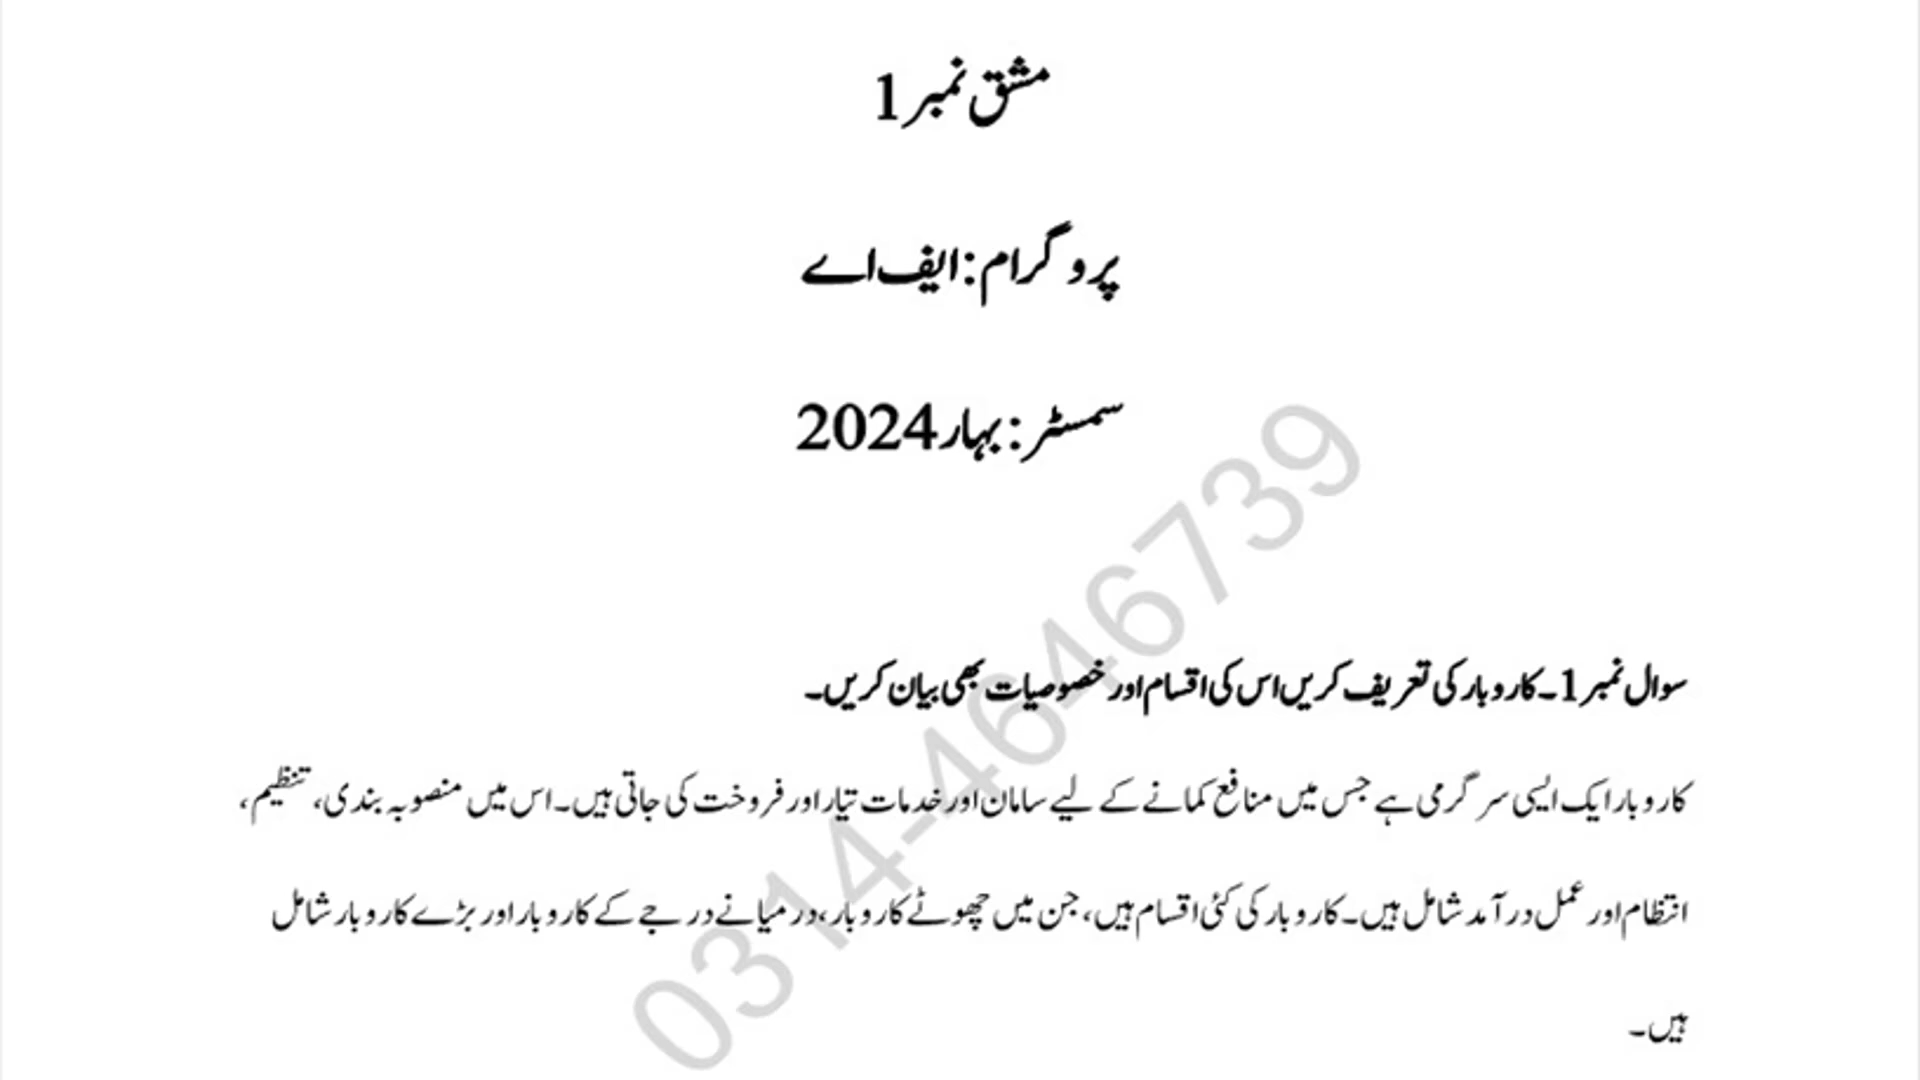 مشق نمبر 1
پروگرام: ایف اے
سمسٹر: بہار 2024
سوال نمبر 1۔ کاروبار کی تعریف کریں اس کی اقسام اور خصوصیات بھی بیان کریں۔
کاروبار ایک ایسی سرگرمی ہے جس میں منافع کمانے کے لیے سامان اور خدمات تیار اور فروخت کی جاتی ہیں۔ اس میں منصوبہ بندی، تنظیم،
انتظام اور عمل درآمد شامل ہیں۔ کاروبار کی کئی اقسام ہیں، جن میں چھوٹے کاروبار، درمیانے درجے کے کاروبار اور بڑے کاروبار شامل
ہیں۔
0314-4646739